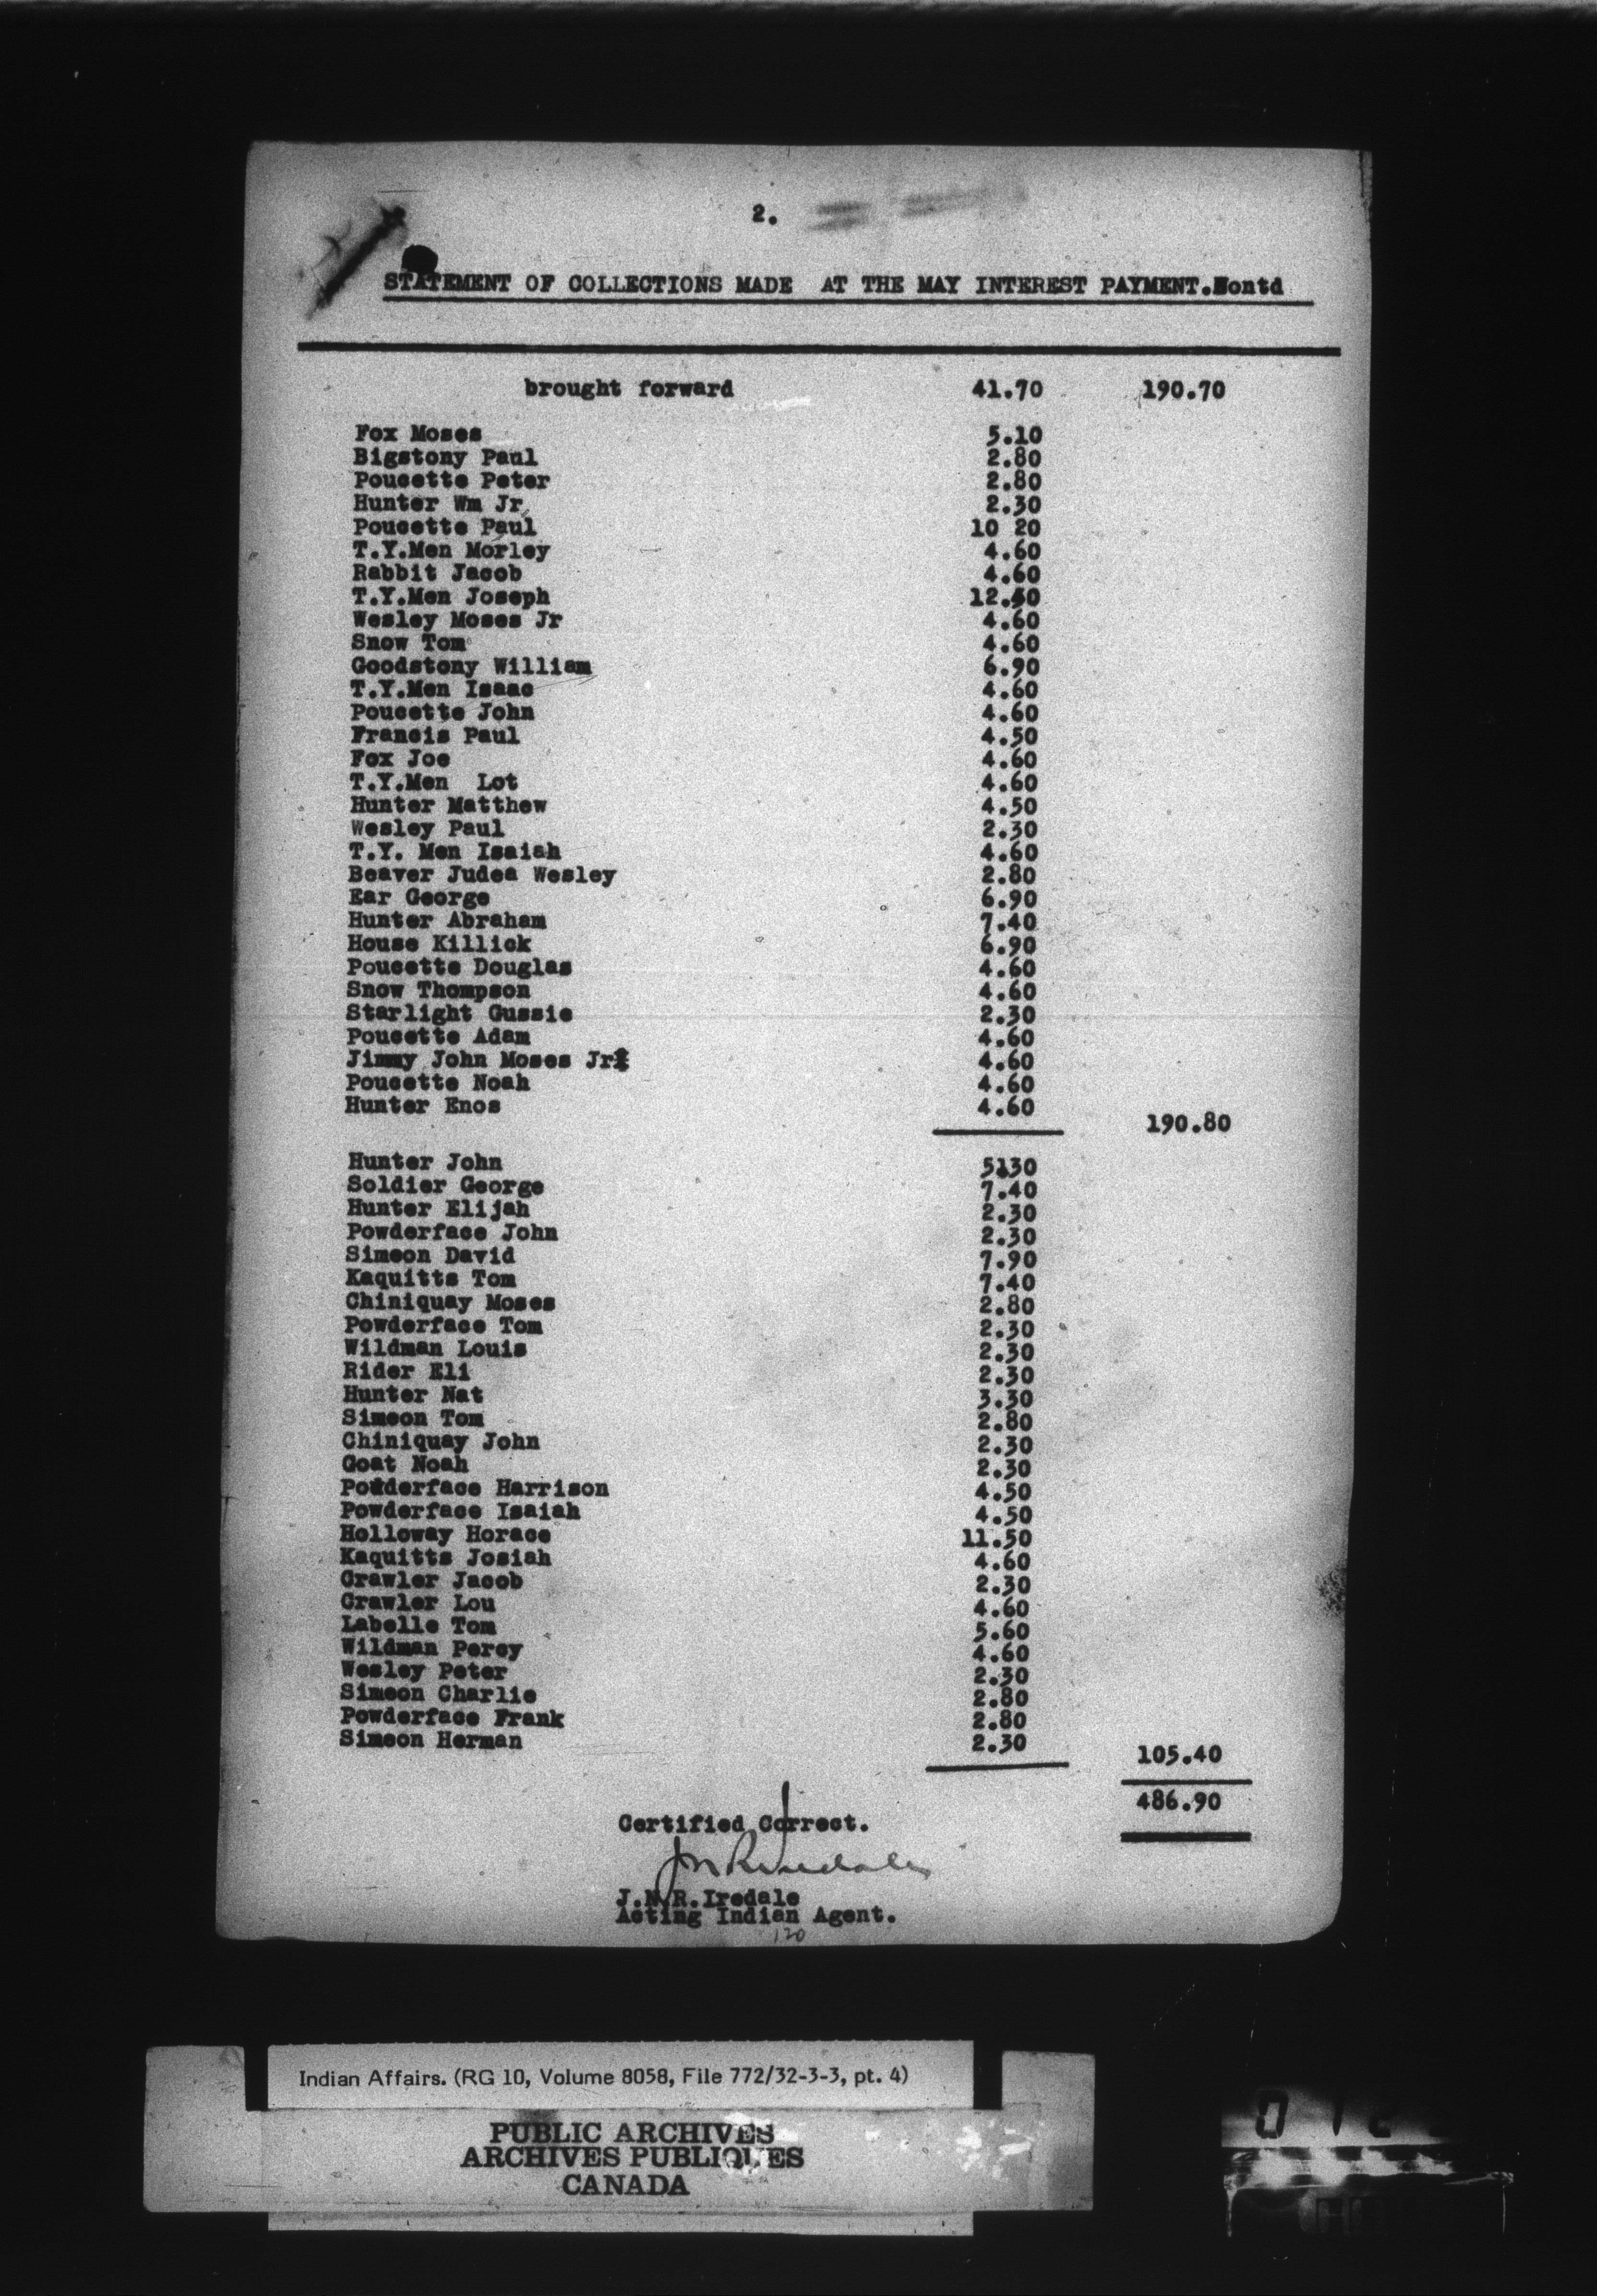 2.
STATEMENT OF COLLECTIONS MADE AT THE MAY INTEREST PAYMENT.Contd
brought forward 41.70 190.70
Fox Moses 5.10
Bigstony Paul 2.80
Poucette Peter 2.80
Hunter Wm Jr, 2.30
Poucette Paul 10 20
T.Y.Men Morley 4.60
Rabbit Jacob 4.60
T.Y.Men Joseph 12.40
Wesley Moses Jr 4.60
Snow Tom 4.60
Goodstony William 6.90
T.Y.Men Isaac 4.60
Poucette John 4.60
Francis Paul 4.50
Fox Joe 4.60
T.Y.Men Lot 4.60
Hunter Matthew 4.50
Wesley Paul 2.30
T.Y. Men Isaiah 4.60
Beaver Judea Wesley 2.80
Ear George 6.90
Hunter Abraham 7.40
House Killick 6.90
Poucette Douglas 4.60
Snow Thompson 4.60
Starlight Gussie 2.30
Poucette Adam 4.60
Jimmy John Moses Jr 4.60
Poucette Noah 4.60
Hunter Enos 4.60
190.80
Hunter John 5.30
Soldier George 7.40
Hunter Elijah 2.30
Powderface John 2.30
Simeon David 7.90
Kaquitts Tom 7.40
Chiniquay Moses 2.80
Powderface Tom 2.30
Wildman Louis 2.30
Rider Eli 2.30
Hunter Nat 3.30
Simeon Tom 2.80
Chiniquay John 2.30
Goat Noah 2.30
Powderface Harrison 4.50
Powderface Isaiah 4.50
Holloway Horace 11.50
Kaquitts Josiah 4.60
Crawler Jacob 2.30
Crawler Lou 4.60
Labelle Tom 5.60
Wildman Percy 4.60
Wesley Peter 2.30
Simeon Charlie 2.80
Powderface Frank 2.80
Simeon Herman 2.30
105.40
486.90
Certified Correct.
JNR Iredale
J.N.R.Iredale
Acting Indian Agent.
120
Indian Affairs. (RG 10, Volume 8058, File 772/32-3-3, pt. 4)
PUBLIC ARCHIVES
ARCHIVES PUBLIQUES
CANADA